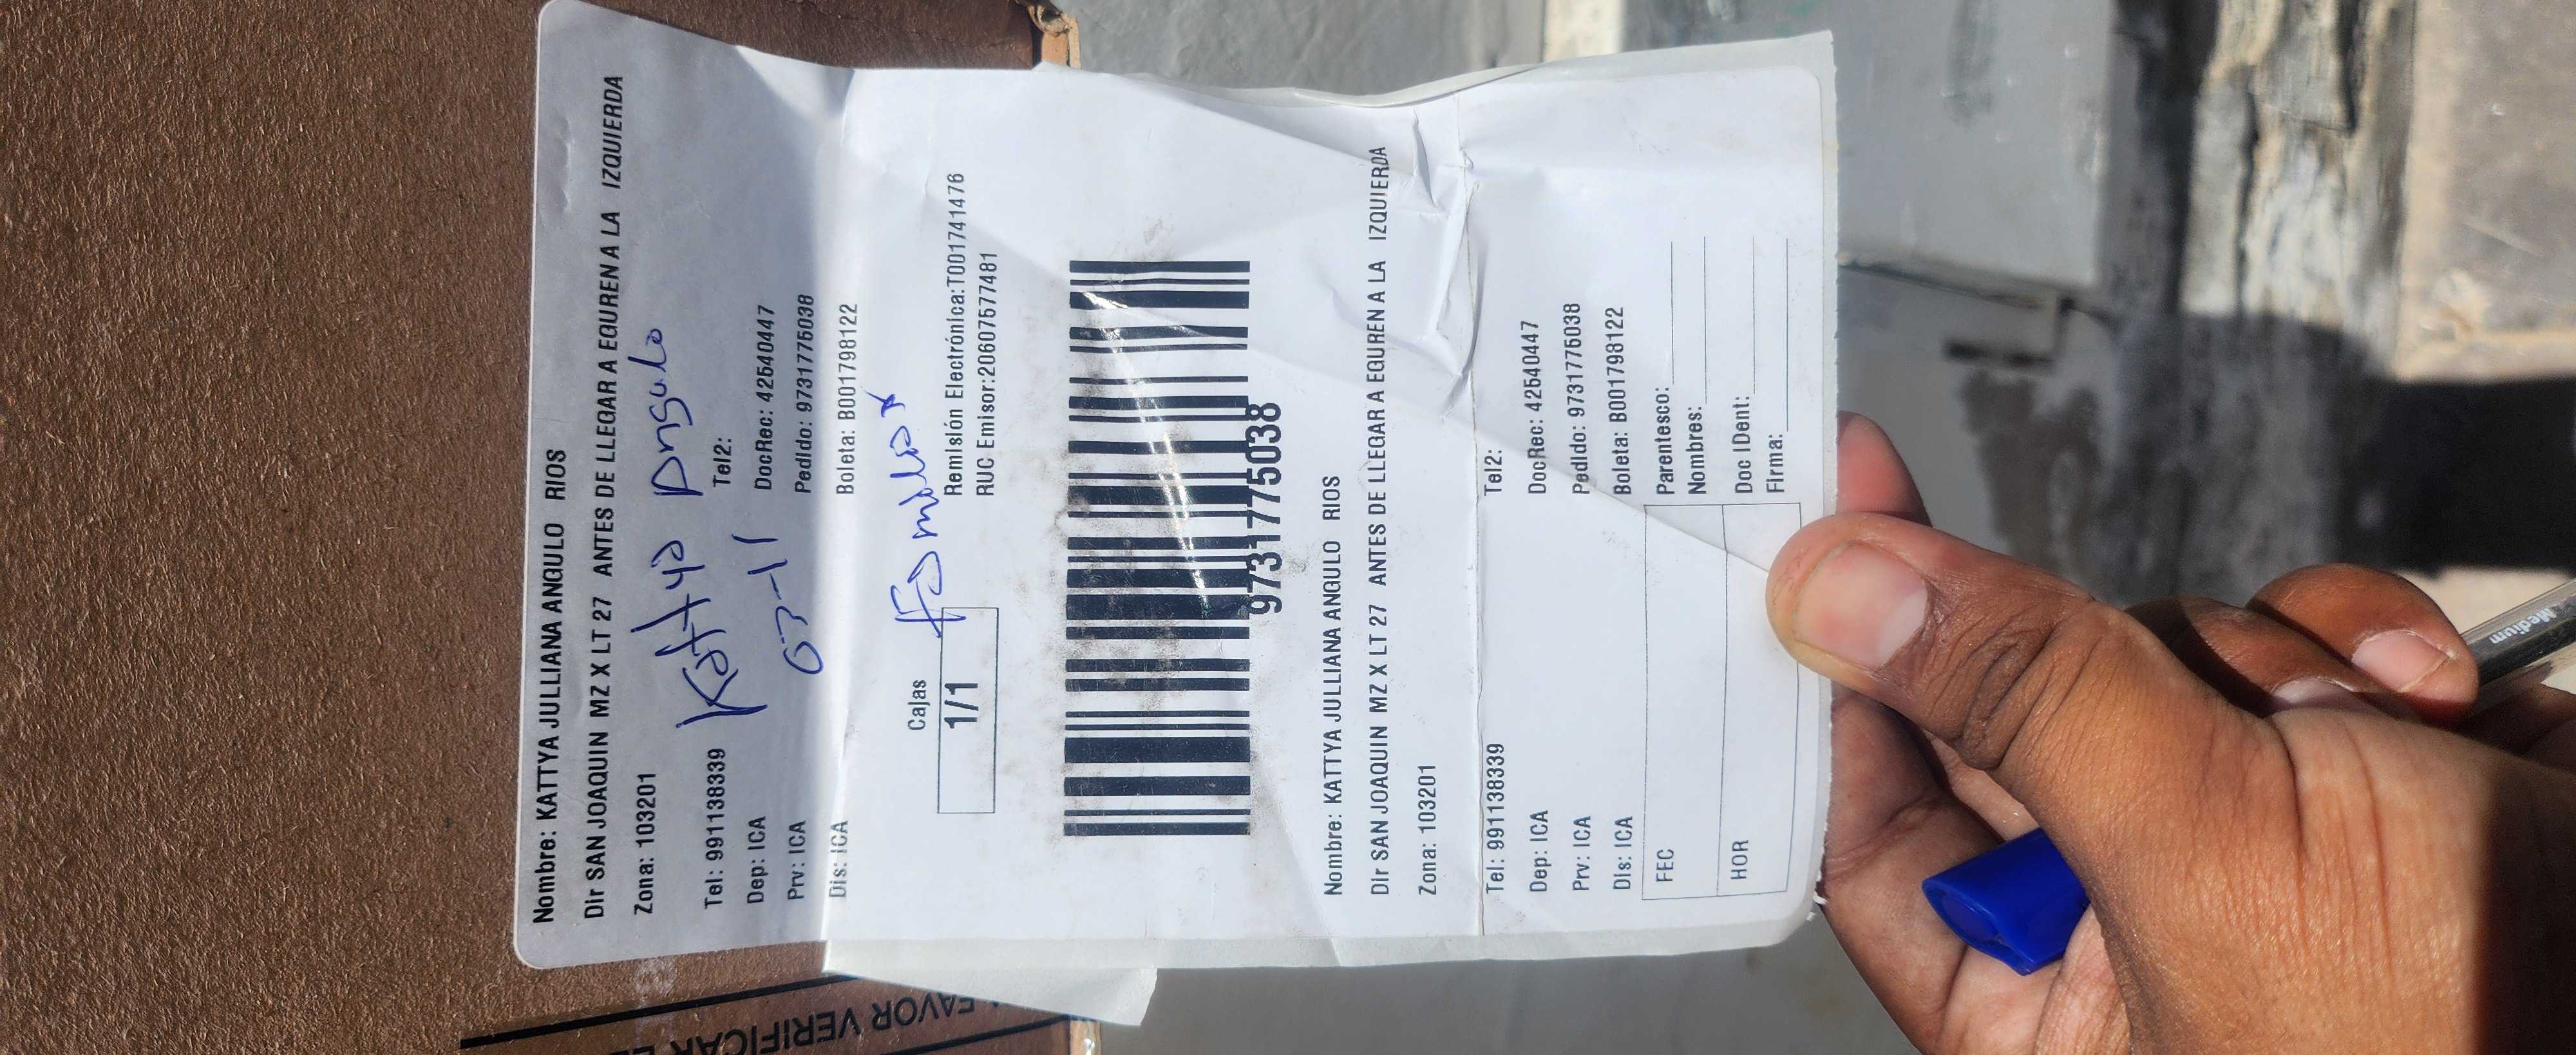 Nombre: KATTYA JULLIANA ANGULO RIOS
Dir SAN JOAQUIN MZ X LT 27 ANTES DE LLEGAR A EGUREN A LA IZQUIERDA
Zona: 103201
Kattya Angulo
Tel: 991138339 Tel2:
07-11
Dep: ICA DocRec: 42540447
Prv: ICA Pedido: 9731775038
Dis: ICA Boleta: B001798122
Cajas
1/1
Remisión Electrónica:T001741476
RUC Emisor:20607577481
9731775038
Nombre: KATTYA JULLIANA ANGULO RIOS
Dir SAN JOAQUIN MZ X LT 27 ANTES DE LLEGAR A EGUREN A LA IZQUIERDA
Zona: 103201
Tel: 991138339 Tel2:
Dep: ICA DocRec: 42540447
Prv: ICA Pedido: 9731775038
Dis: ICA Boleta: B001798122
FEC Parentesco:
Nombres:
HOR Doc IDent:
Firma:
FAVOR VERIFICAR
Medium